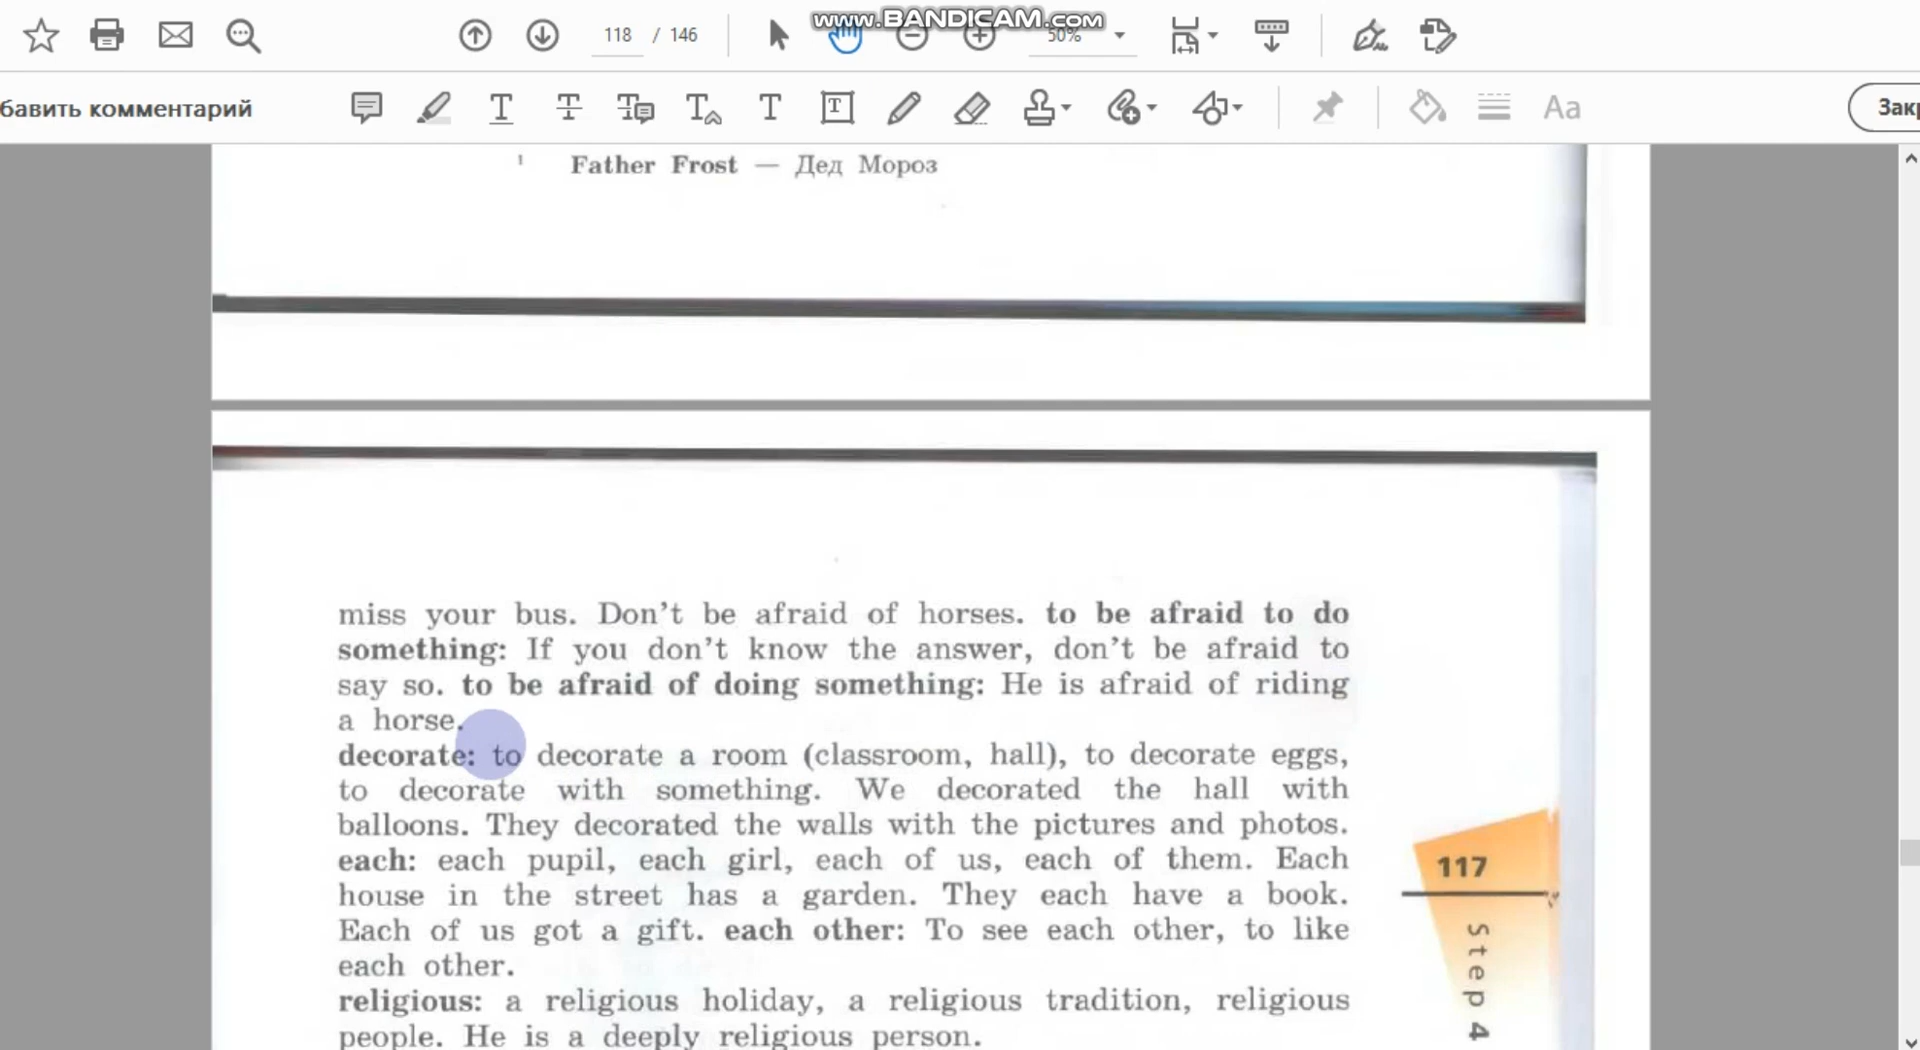 www.BANDICAM.com
118 / 146
50%
бавить комментарий
Aa
Закр
1 Father Frost — Дед Мороз
miss your bus. Don't be afraid of horses. to be afraid to do
something: If you don't know the answer, don't be afraid to
say so. to be afraid of doing something: He is afraid of riding
a horse.
decorate: to decorate a room (classroom, hall), to decorate eggs,
to decorate with something. We decorated the hall with
balloons. They decorated the walls with the pictures and photos.
each: each pupil, each girl, each of us, each of them. Each
house in the street has a garden. They each have a book.
Each of us got a gift. each other: To see each other, to like
each other.
religious: a religious holiday, a religious tradition, religious
people. He is a deeply religious person.
117
Step 4